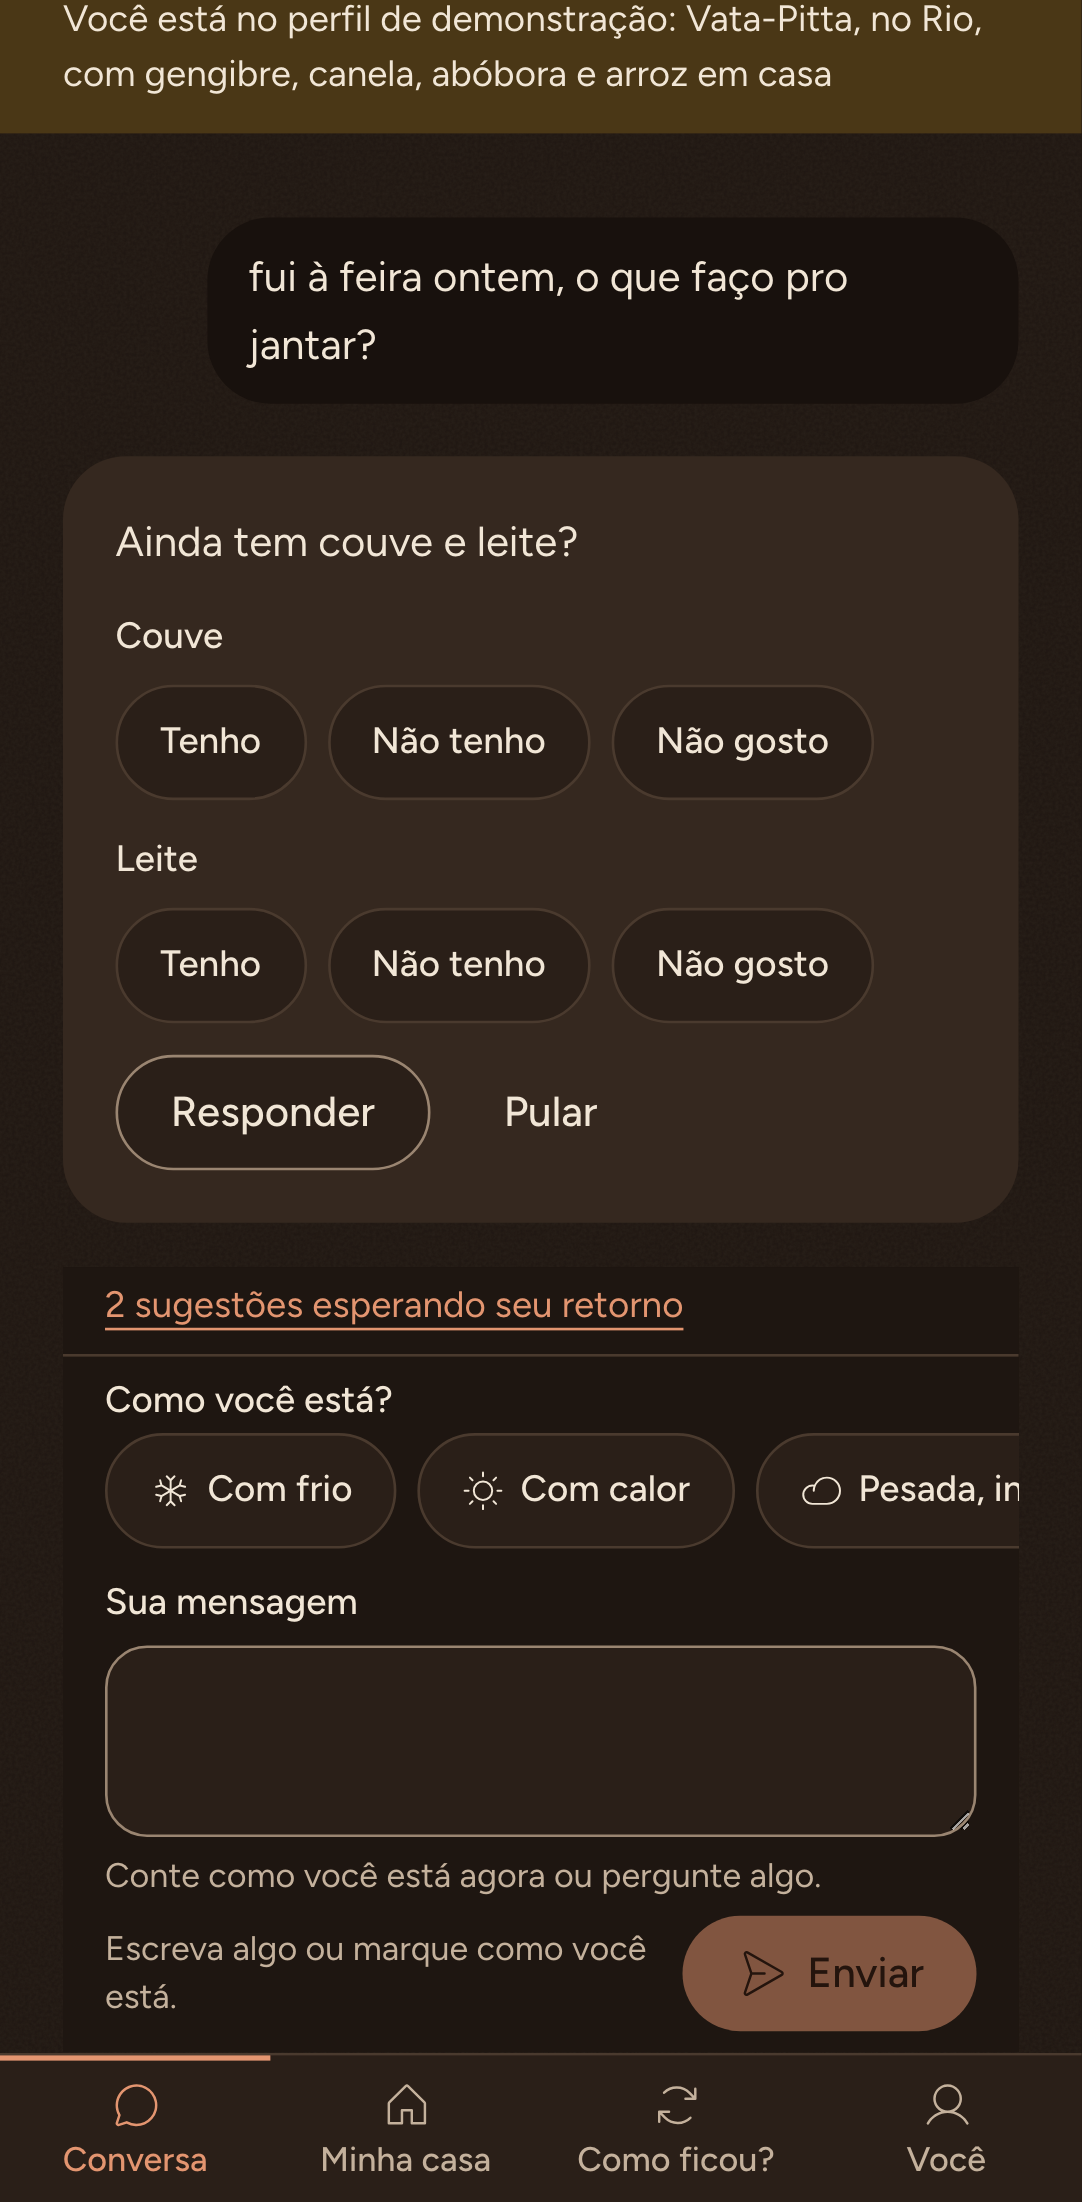 Você está no perfil de demonstração: Vata-Pitta, no Rio,
com gengibre, canela, abóbora e arroz em casa
fui à feira ontem, o que faço pro
jantar?
Ainda tem couve e leite?
Couve
Tenho
Não tenho
Não gosto
Leite
Tenho
Não tenho
Não gosto
Responder
Pular
2 sugestões esperando seu retorno
Como você está?
Com frio
Com calor
Pesada, in
Sua mensagem
Conte como você está agora ou pergunte algo.
Escreva algo ou marque como você
está.
Enviar
Conversa
Minha casa
Como ficou?
Você